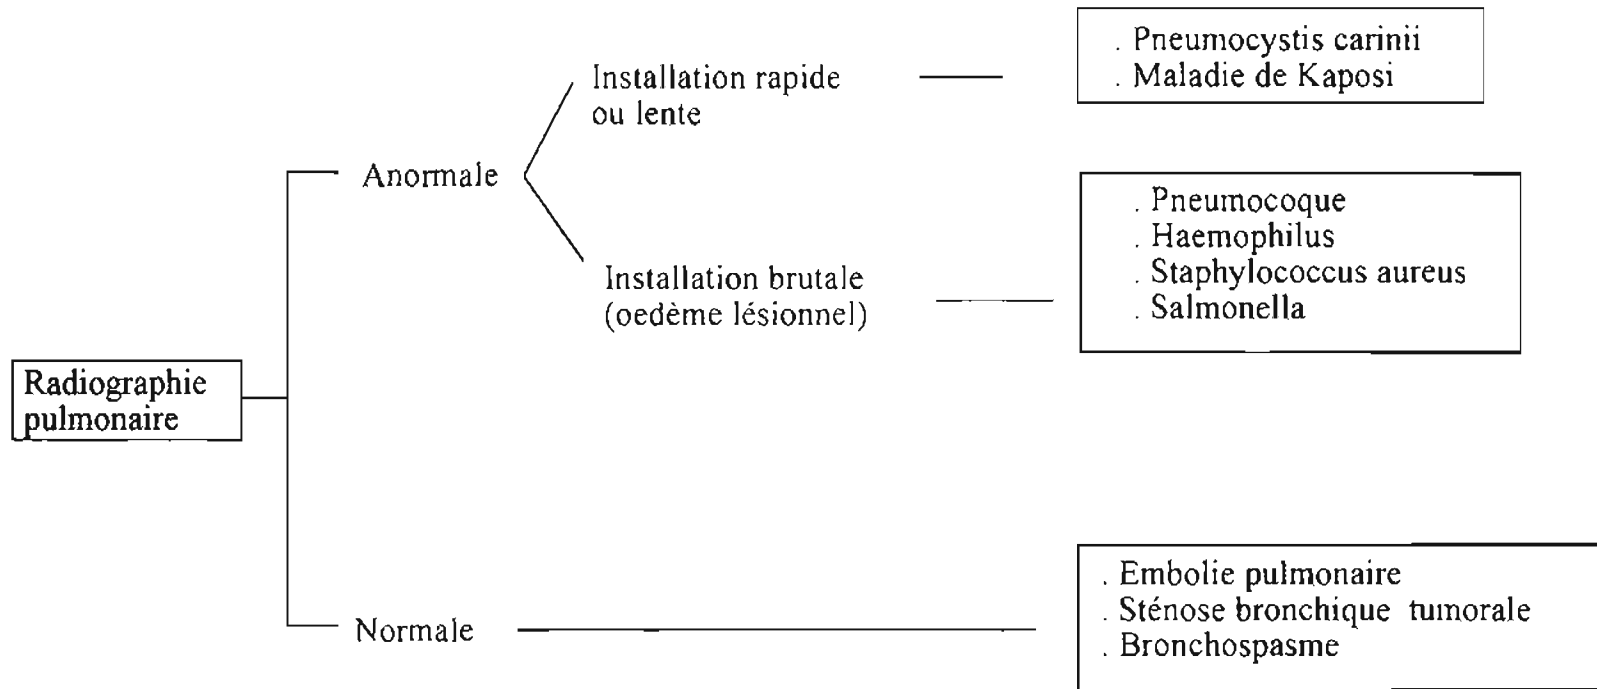 . Pneumocystis carinii
. Maladie de Kaposi
Installation rapide
ou lente
Anormale
. Pneumocoque
. Haemophilus
. Staphylococcus aureus
. Salmonella
Installation brutale
(oedème lésionnel)
Radiographie
pulmonaire
. Embolie pulmonaire
. Sténose bronchique tumorale
. Bronchospasme
Normale